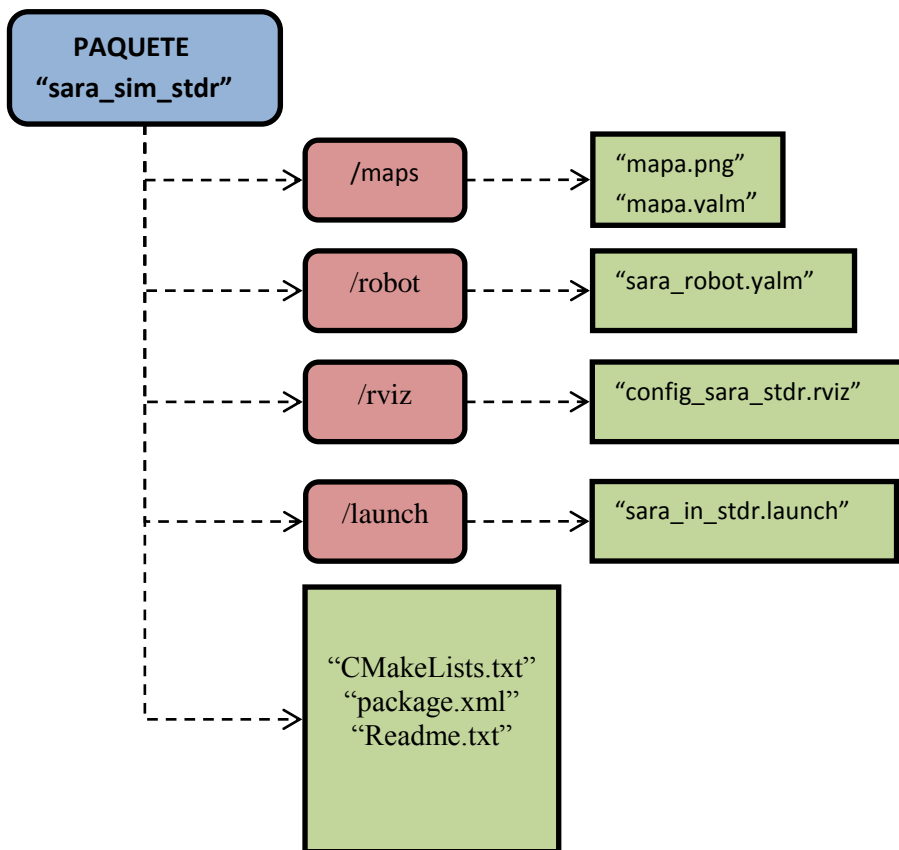 PAQUETE
“sara_sim_stdr”
/maps
“mapa.png”
“mapa.yalm”
/robot
“sara_robot.yalm”
/rviz
“config_sara_stdr.rviz”
/launch
“sara_in_stdr.launch”
“CMakeLists.txt”
“package.xml”
“Readme.txt”